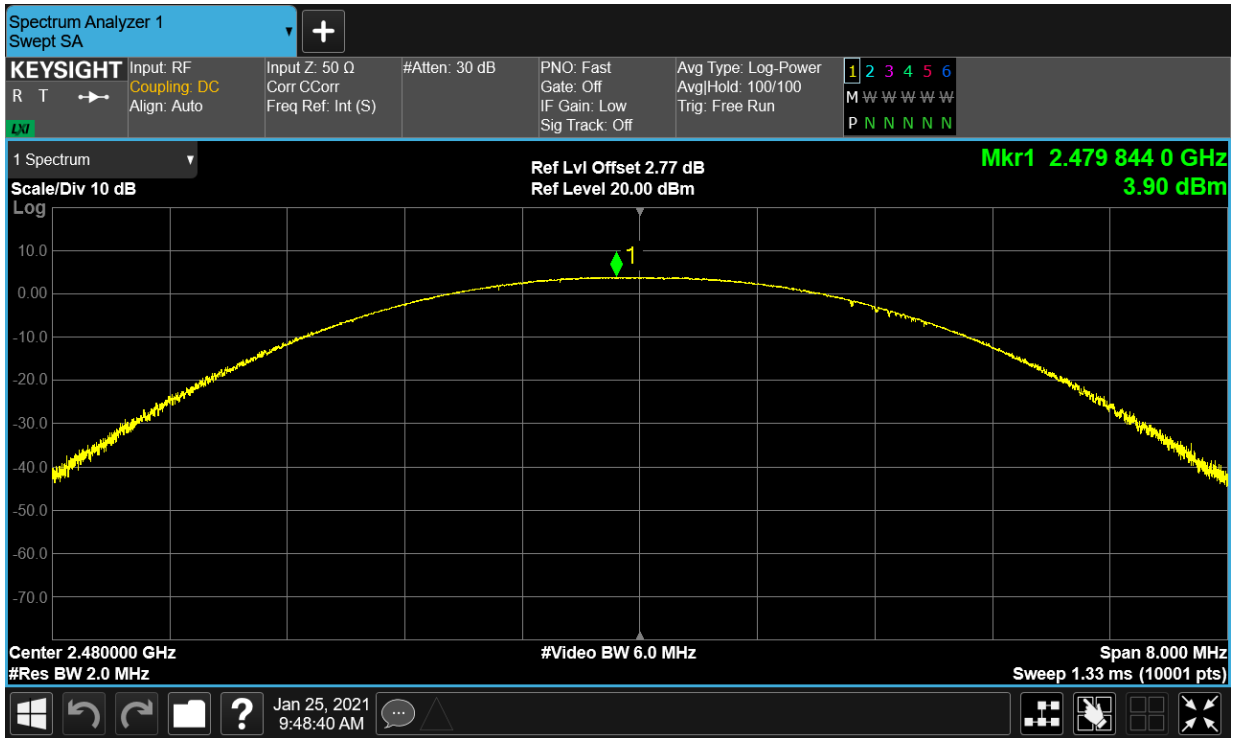 Spectrum Analyzer 1
Swept SA
KEYSIGHT
R T
LXI
Input: RF
Coupling: DC
Align: Auto
Input Z: 50 Ω
Corr CCorr
Freq Ref: Int (S)
#Atten: 30 dB
PNO: Fast
Gate: Off
IF Gain: Low
Sig Track: Off
Avg Type: Log-Power
Avg|Hold: 100/100
Trig: Free Run
1 2 3 4 5 6
M W W W W W
P N N N N N
1 Spectrum
Scale/Div 10 dB
Log
Ref Lvl Offset 2.77 dB
Ref Level 20.00 dBm
Mkr1 2.479 844 0 GHz
3.90 dBm
1
10.0
0.00
-10.0
-20.0
-30.0
-40.0
-50.0
-60.0
-70.0
Center 2.480000 GHz
#Res BW 2.0 MHz
#Video BW 6.0 MHz
Span 8.000 MHz
Sweep 1.33 ms (10001 pts)
?
Jan 25, 2021
9:48:40 AM